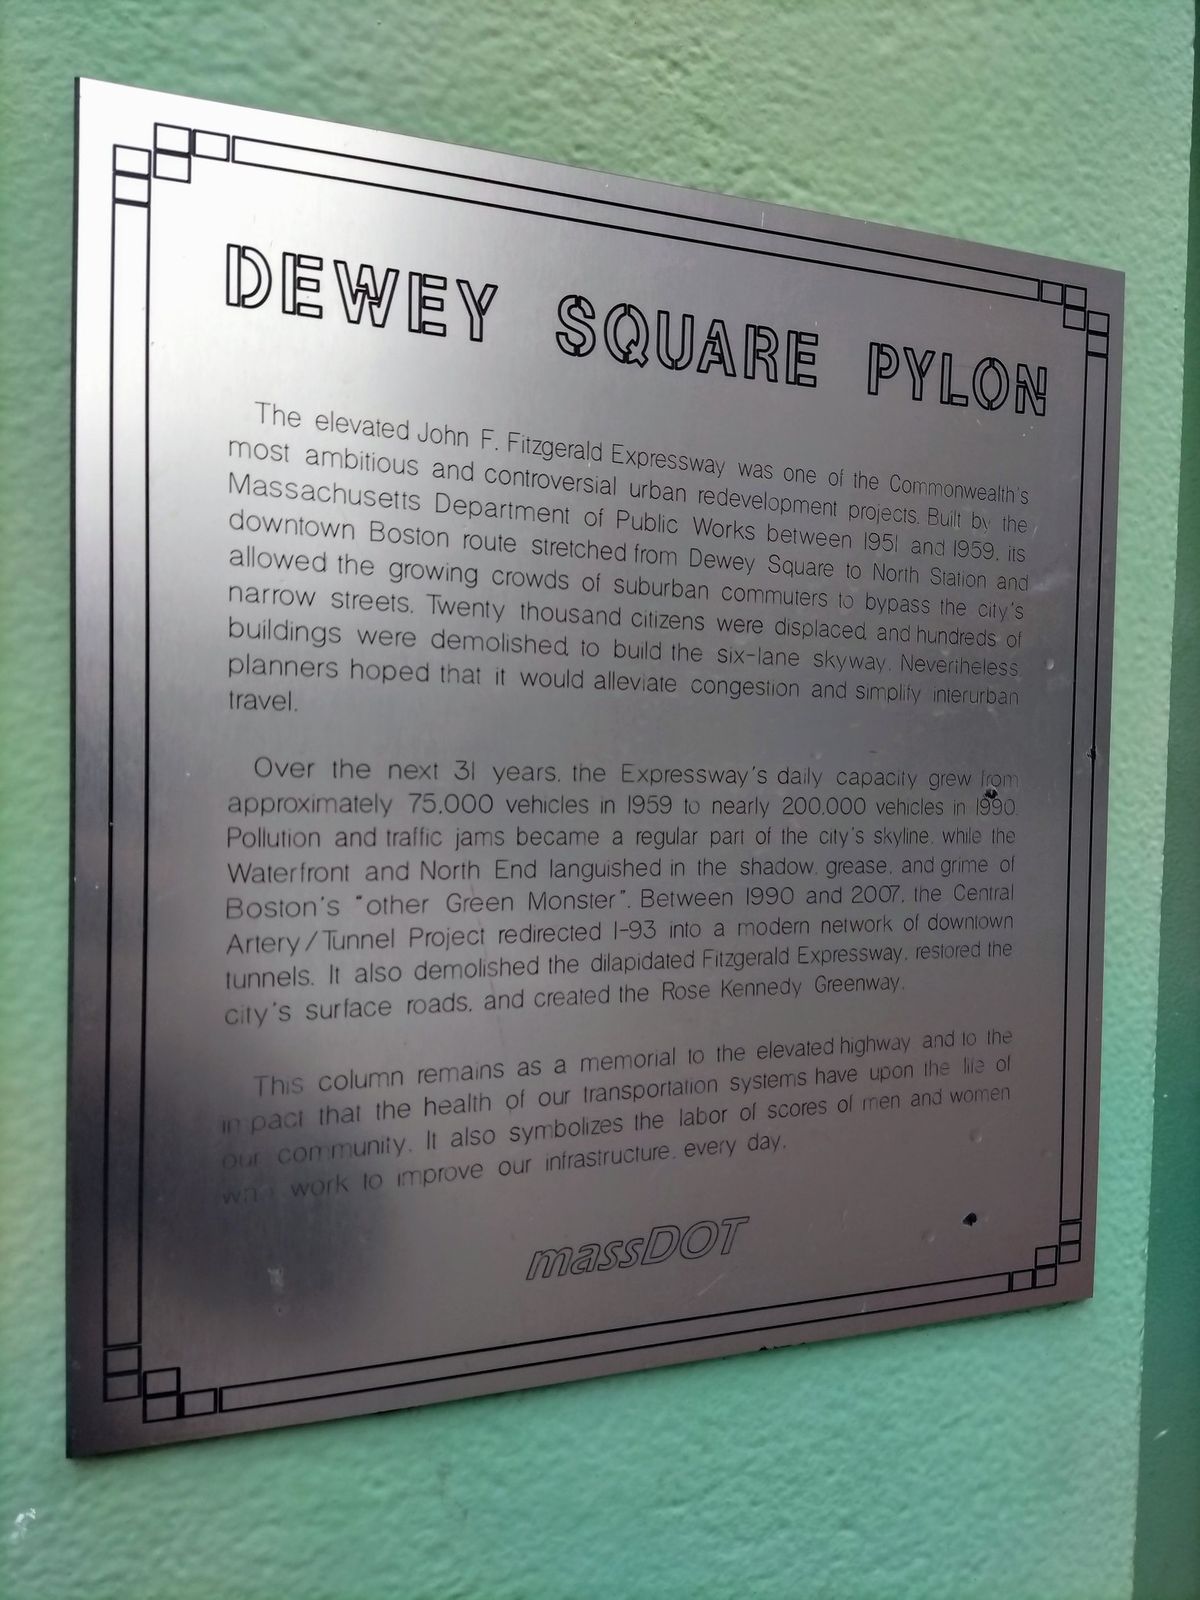 DEWEY SQUARE PYLON
The elevated John F. Fitzgerald Expressway was one of the Commonwealth's
most ambitious and controversial urban redevelopment projects. Built by the
Massachusetts Department of Public Works between 1951 and 1959, its
downtown Boston route stretched from Dewey Square to North Station and
allowed the growing crowds of suburban commuters to bypass the city's
narrow streets. Twenty thousand citizens were displaced and hundreds of
buildings were demolished to build the six-lane skyway. Nevertheless
planners hoped that it would alleviate congestion and simplify interurban
travel.
Over the next 31 years, the Expressway's daily capacity grew from
approximately 75,000 vehicles in 1959 to nearly 200,000 vehicles in 1990.
Pollution and traffic jams became a regular part of the city's skyline, while the
Waterfront and North End languished in the shadow, grease, and grime of
Boston's "other Green Monster". Between 1990 and 2007, the Central
Artery/Tunnel Project redirected I-93 into a modern network of downtown
tunnels. It also demolished the dilapidated Fitzgerald Expressway, restored the
city's surface roads, and created the Rose Kennedy Greenway.
This column remains as a memorial to the elevated highway and to the
impact that the health of our transportation systems have upon the life of
our community. It also symbolizes the labor of scores of men and women
who work to improve our infrastructure, every day.
massDOT